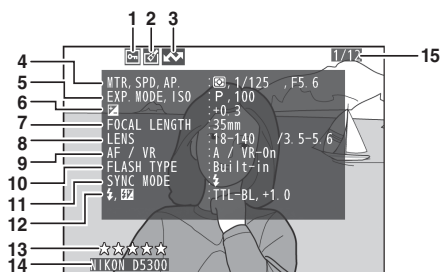 1 2 3
1/12 15
4 MTR, SPD, AP. : 1/125 , F5.6
5 EXP. MODE, ISO : P, 100
6 : +0.3
7 FOCAL LENGTH : 35mm
8 LENS : 18-140 /3.5-5.6
9 AF / VR : A / VR-On
10 FLASH TYPE : Built-in
11 SYNC MODE :
12 , : TTL-BL, +1.0
13
14 NIKON D5300